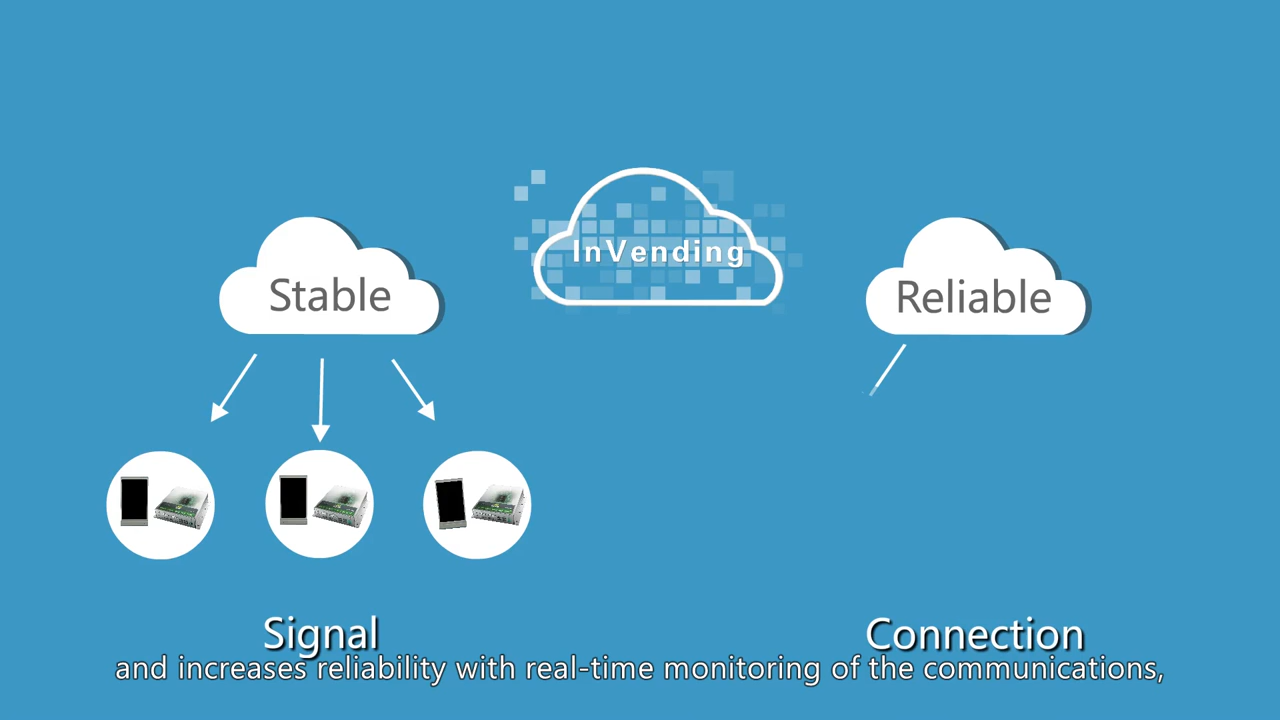 InVending
Stable
Reliable
Signal
Connection
and increases reliability with real-time monitoring of the communications,